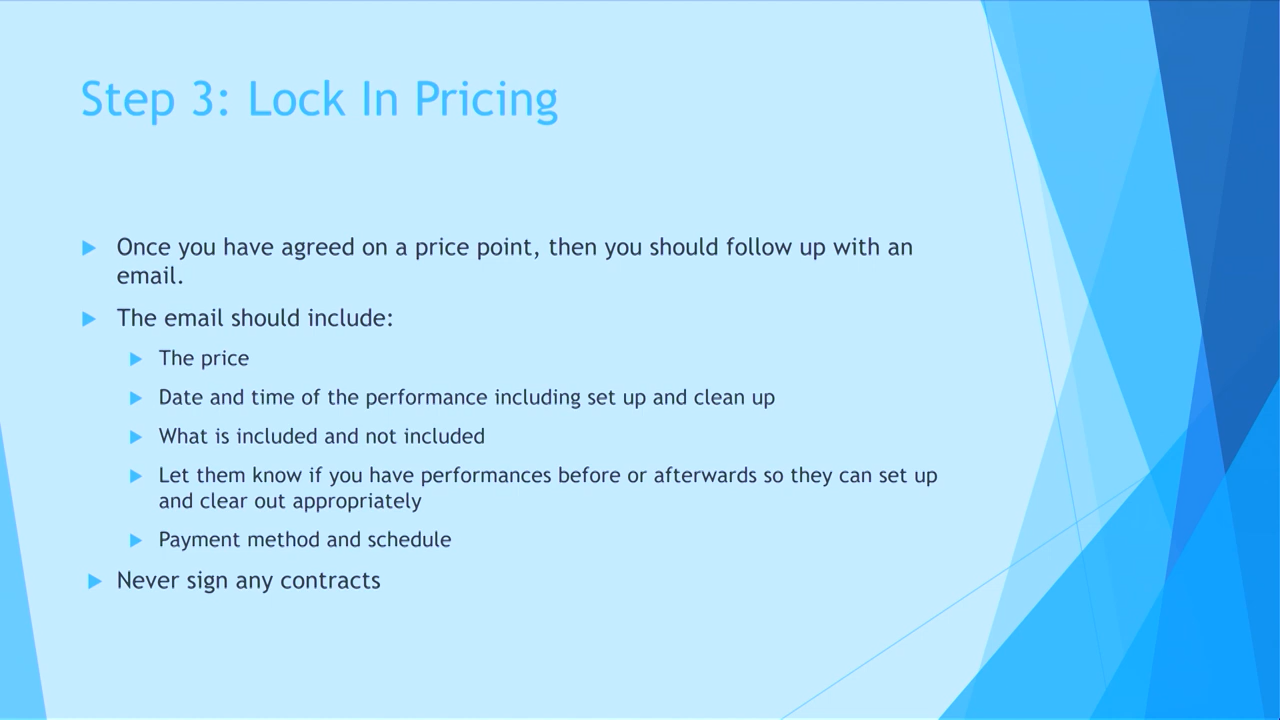 Step 3: Lock In Pricing
Once you have agreed on a price point, then you should follow up with an
email.
The email should include:
The price
Date and time of the performance including set up and clean up
What is included and not included
Let them know if you have performances before or afterwards so they can set up
and clear out appropriately
Payment method and schedule
Never sign any contracts